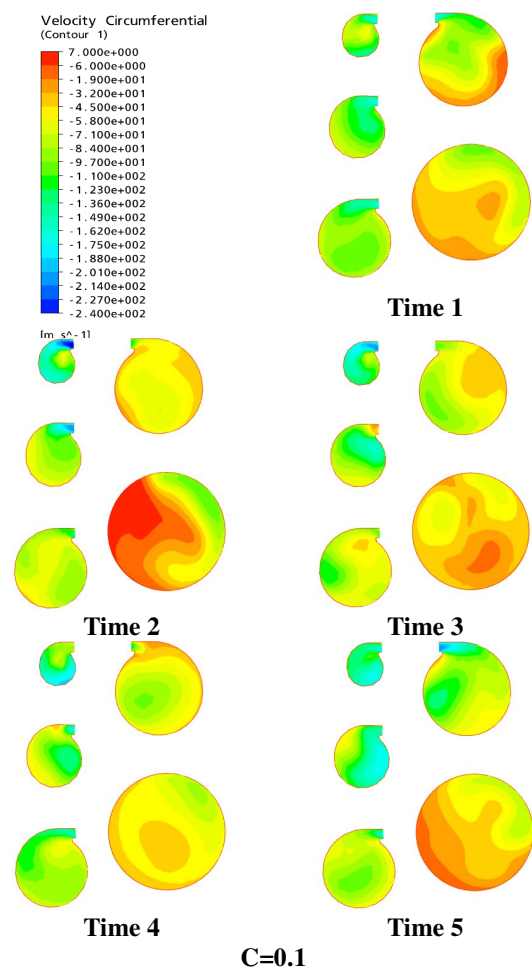 Velocity Circumferential
(Contour 1)
7.000e+000
-6.000e+000
-1.900e+001
-3.200e+001
-4.500e+001
-5.800e+001
-7.100e+001
-8.400e+001
-9.700e+001
-1.100e+002
-1.230e+002
-1.360e+002
-1.490e+002
-1.620e+002
-1.750e+002
-1.880e+002
-2.010e+002
-2.140e+002
-2.270e+002
-2.400e+002
[m s^-1]
Time 1
Time 2
Time 3
Time 4
Time 5
C=0.1